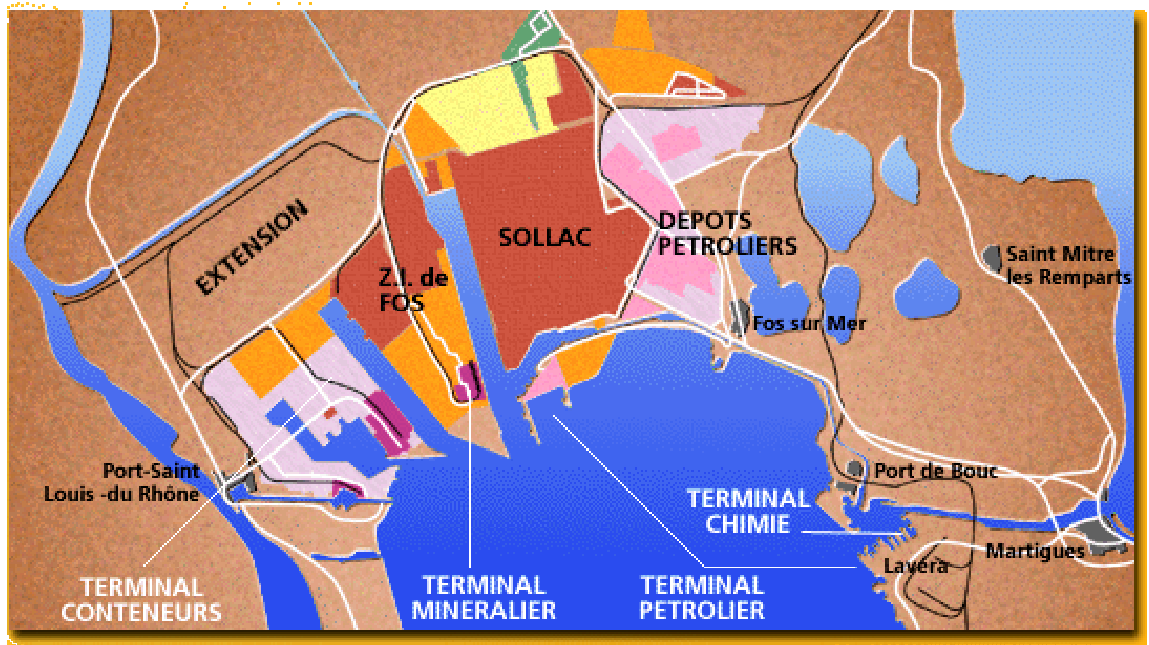 EXTENSION
SOLLAC
DEPOTS
PETROLIERS
Z.I. de
FOS
Saint Mitre
les Remparts
Fos sur Mer
Port-Saint
Louis -du Rhône
Port de Bouc
TERMINAL
CHIMIE
Martigues
Lavéra
TERMINAL
CONTENEURS
TERMINAL
MINERALIER
TERMINAL
PETROLIER